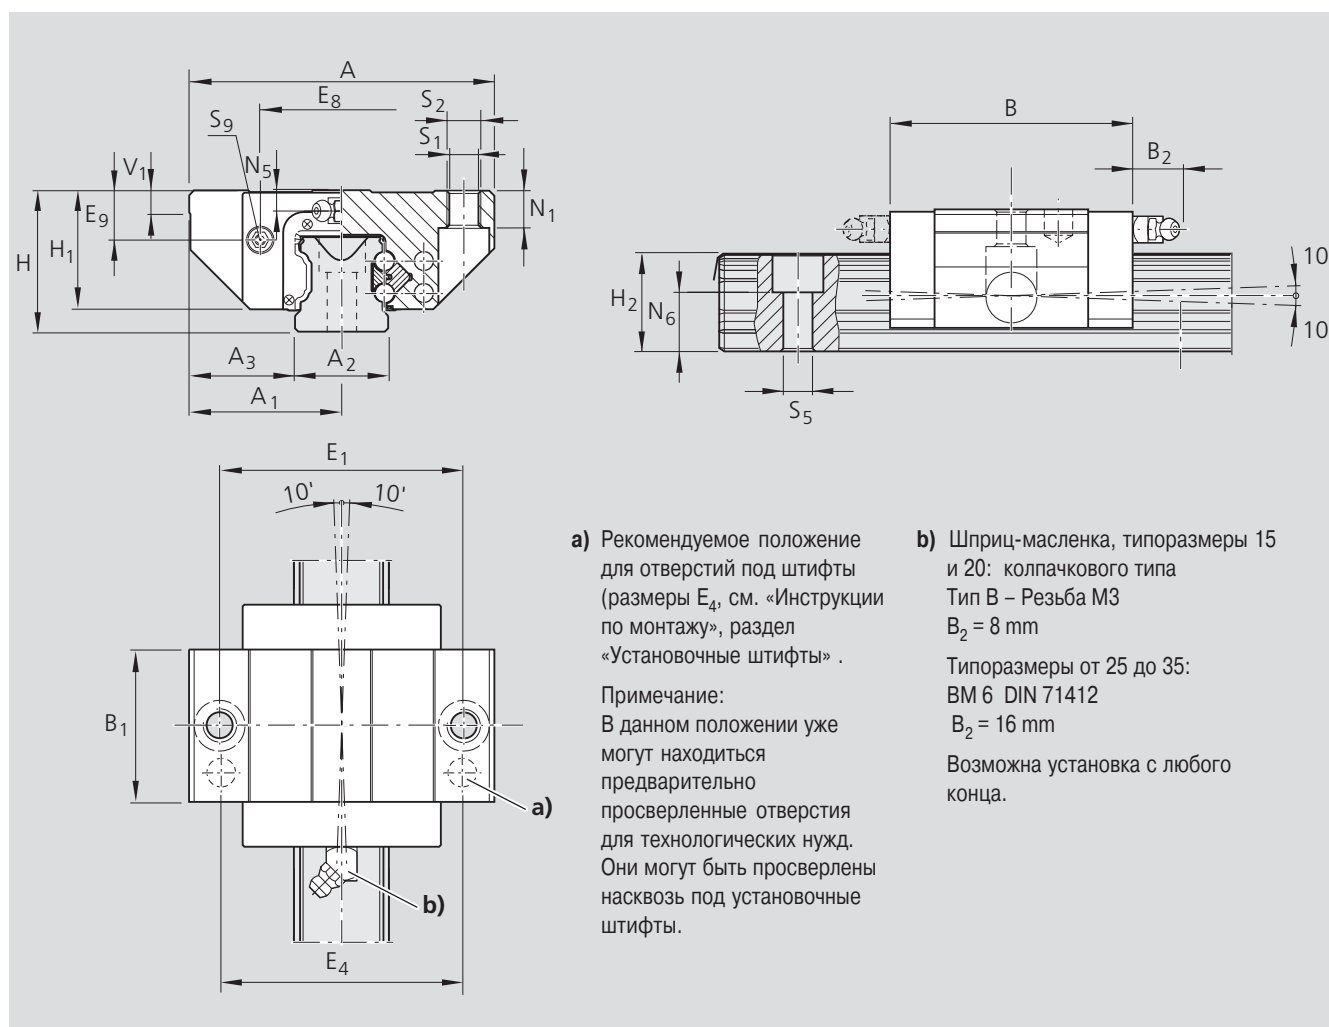 A
E8
S2
S9
S1
V1
N5
E9
N1
H
H1
A3
A2
A1
B
B2
10
H2
N6
10
S5
E1
10'
10'
B1
a)
b)
E4
a) Рекомендуемое положение
для отверстий под штифты
(размеры E4, см. «Инструкции
по монтажу», раздел
«Установочные штифты» .
Примечание:
В данном положении уже
могут находиться
предварительно
просверленные отверстия
для технологических нужд.
Они могут быть просверлены
насквозь под установочные
штифты.
b) Шприц-масленка, типоразмеры 15
и 20: колпачкового типа
Тип B – Резьба M3
B2 = 8 mm
Типоразмеры от 25 до 35:
BM 6 DIN 71412
B2 = 16 mm
Возможна установка с любого
конца.